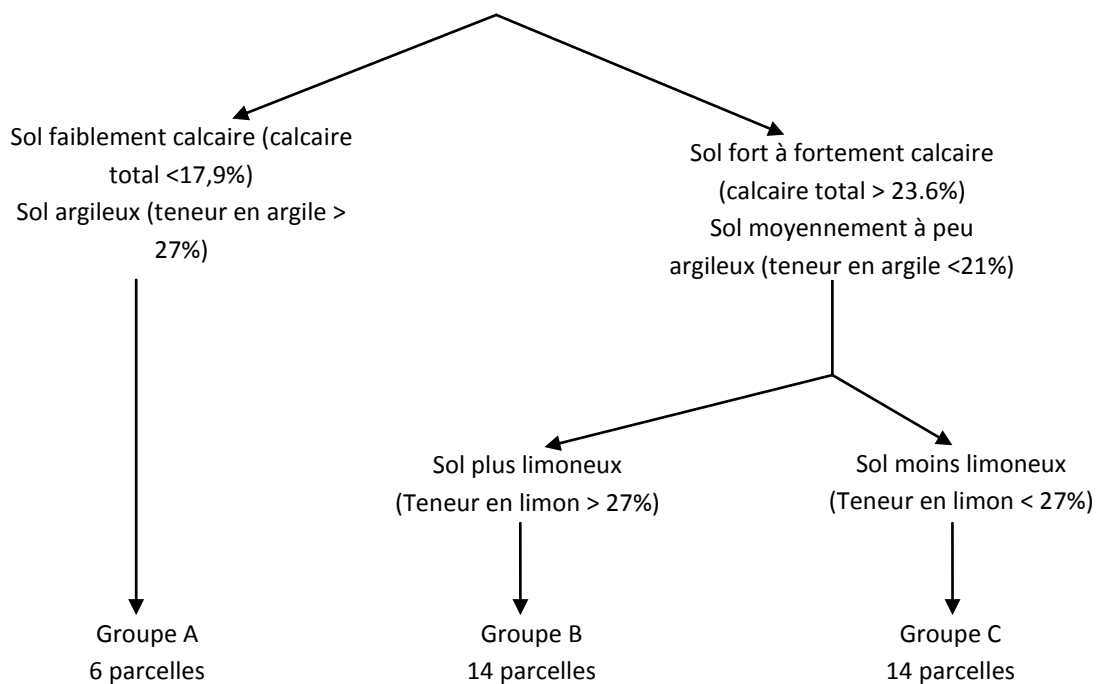 Sol faiblement calcaire (calcaire
total <17,9%)
Sol argileux (teneur en argile >
27%)
Sol fort à fortement calcaire
(calcaire total > 23.6%)
Sol moyennement à peu
argileux (teneur en argile <21%)
Sol plus limoneux
(Teneur en limon > 27%)
Sol moins limoneux
(Teneur en limon < 27%)
Groupe A
6 parcelles
Groupe B
14 parcelles
Groupe C
14 parcelles